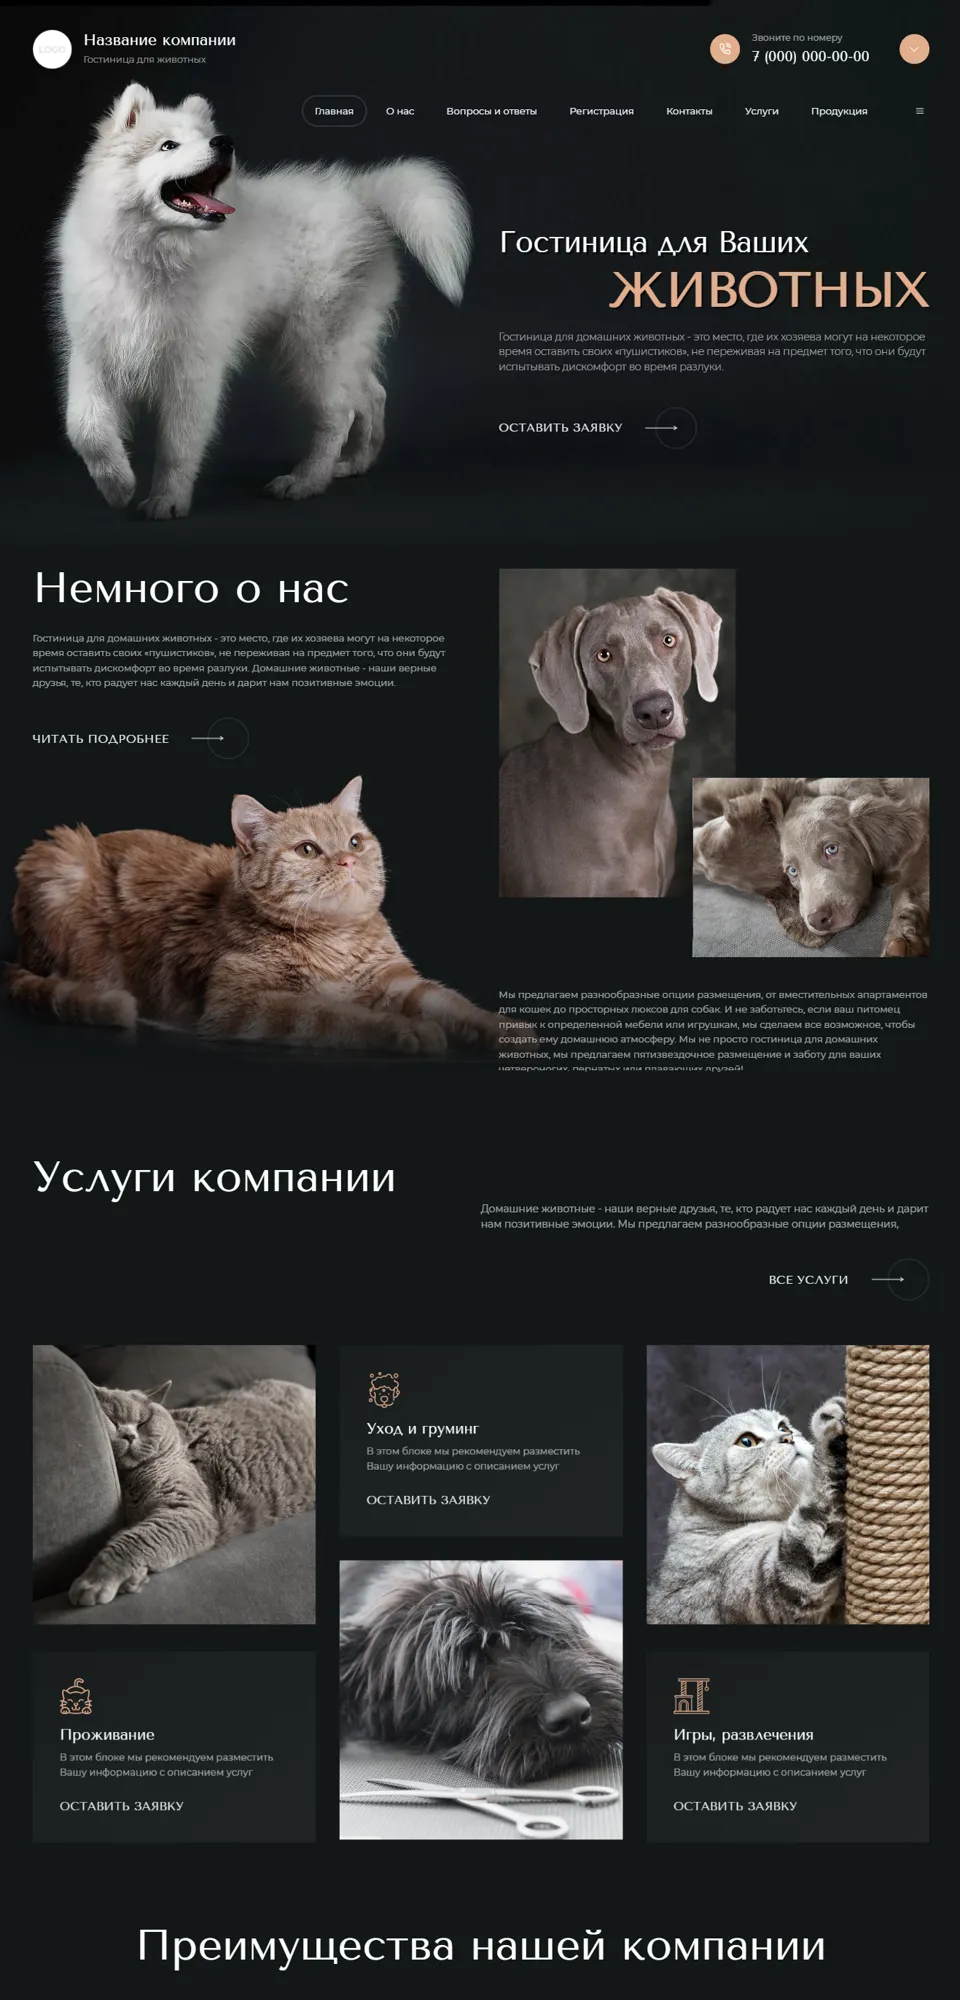 LOGO
Название компании
Гостиница для животных
Звоните по номеру
7 (000) 000-00-00
Главная
О нас
Вопросы и ответы
Регистрация
Контакты
Услуги
Продукция
Гостиница для Ваших
ЖИВОТНЫХ
Гостиница для домашних животных - это место, где их хозяева могут на некоторое
время оставить своих «пушистиков», не переживая на предмет того, что они будут
испытывать дискомфорт во время разлуки.
ОСТАВИТЬ ЗАЯВКУ
Немного о нас
Гостиница для домашних животных - это место, где их хозяева могут на некоторое
время оставить своих «пушистиков», не переживая на предмет того, что они будут
испытывать дискомфорт во время разлуки. Домашние животные - наши верные
друзья, те, кто радует нас каждый день и дарит нам позитивные эмоции.
ЧИТАТЬ ПОДРОБНЕЕ
Мы предлагаем разнообразные опции размещения, от вместительных апартаментов
для кошек до просторных люксов для собак. И не заботьтесь, если ваш питомец
привык к определенной мебели или игрушкам, мы сделаем все возможное, чтобы
создать ему домашнюю атмосферу. Мы не просто гостиница для домашних
животных, мы предлагаем пятизвездочное размещение и заботу для ваших
четвероногих, пернатых или плавающих друзей!
Услуги компании
Домашние животные - наши верные друзья, те, кто радует нас каждый день и дарит
нам позитивные эмоции. Мы предлагаем разнообразные опции размещения,
ВСЕ УСЛУГИ
Уход и груминг
В этом блоке мы рекомендуем разместить
Вашу информацию с описанием услуг
ОСТАВИТЬ ЗАЯВКУ
Проживание
В этом блоке мы рекомендуем разместить
Вашу информацию с описанием услуг
ОСТАВИТЬ ЗАЯВКУ
Игры, развлечения
В этом блоке мы рекомендуем разместить
Вашу информацию с описанием услуг
ОСТАВИТЬ ЗАЯВКУ
Преимущества нашей компании